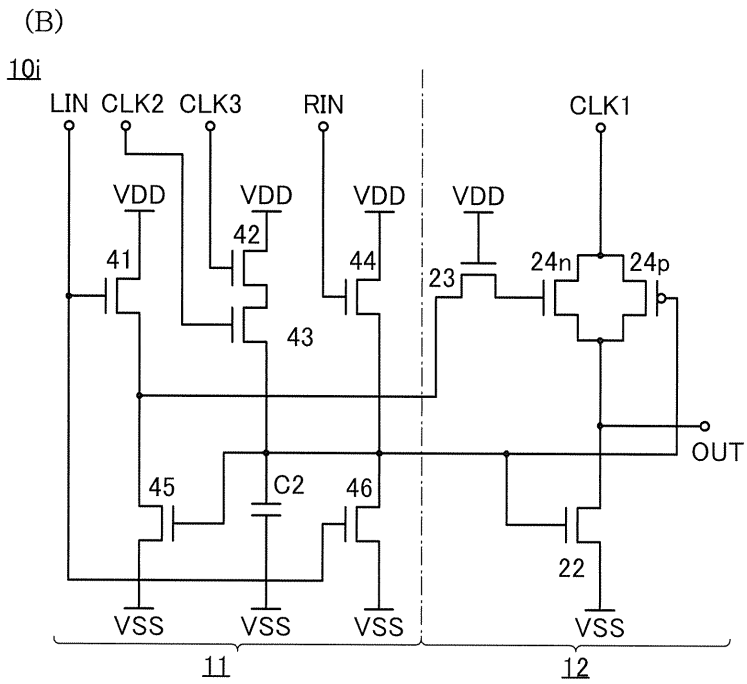 (B)
10i
LIN CLK2 CLK3 RIN CLK1
VDD VDD VDD VDD
41 42 44 23 24n 24p
43
OUT
45 C2 46
22
VSS VSS VSS VSS
11 12